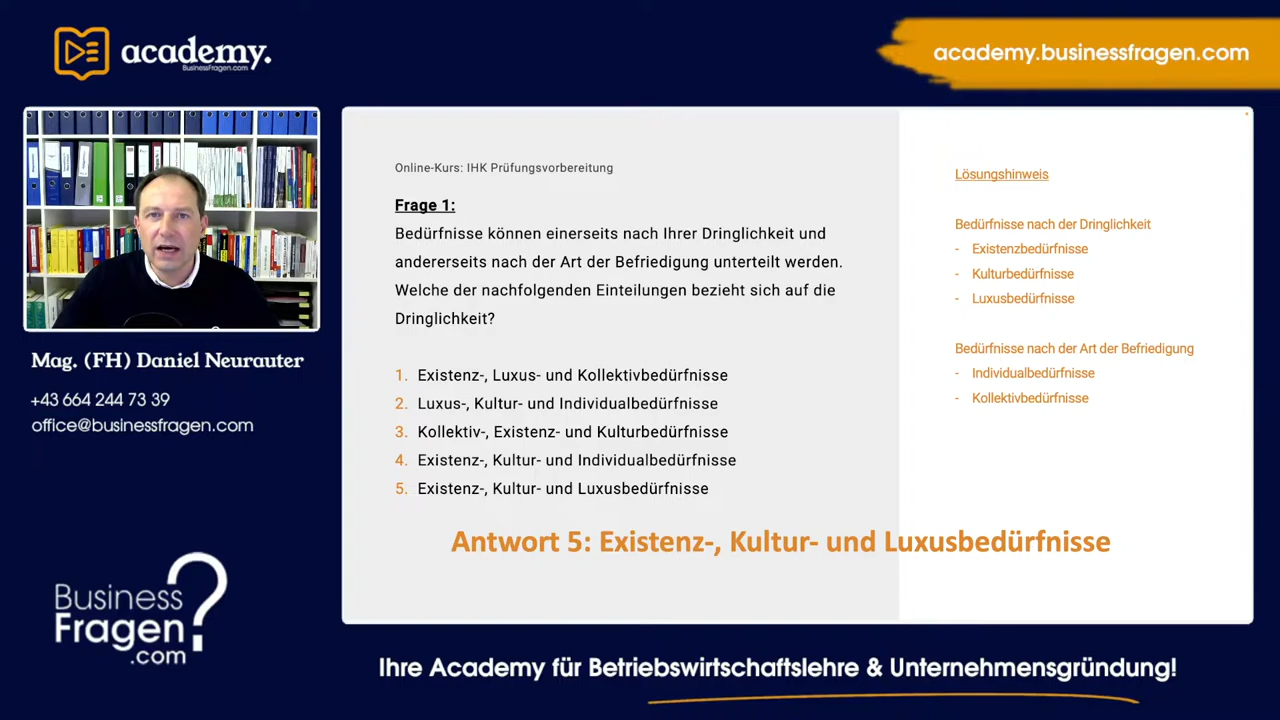 academy.
BusinessFragen.com
academy.businessfragen.com
Mag. (FH) Daniel Neurauter
+43 664 244 73 39
office@businessfragen.com
Business
Fragen
.com
?
Online-Kurs: IHK Prüfungsvorbereitung
Frage 1:
Bedürfnisse können einerseits nach Ihrer Dringlichkeit und
andererseits nach der Art der Befriedigung unterteilt werden.
Welche der nachfolgenden Einteilungen bezieht sich auf die
Dringlichkeit?
1. Existenz-, Luxus- und Kollektivbedürfnisse
2. Luxus-, Kultur- und Individualbedürfnisse
3. Kollektiv-, Existenz- und Kulturbedürfnisse
4. Existenz-, Kultur- und Individualbedürfnisse
5. Existenz-, Kultur- und Luxusbedürfnisse
Antwort 5: Existenz-, Kultur- und Luxusbedürfnisse
Lösungshinweis
Bedürfnisse nach der Dringlichkeit
- Existenzbedürfnisse
- Kulturbedürfnisse
- Luxusbedürfnisse
Bedürfnisse nach der Art der Befriedigung
- Individualbedürfnisse
- Kollektivbedürfnisse
Ihre Academy für Betriebswirtschaftslehre & Unternehmensgründung!